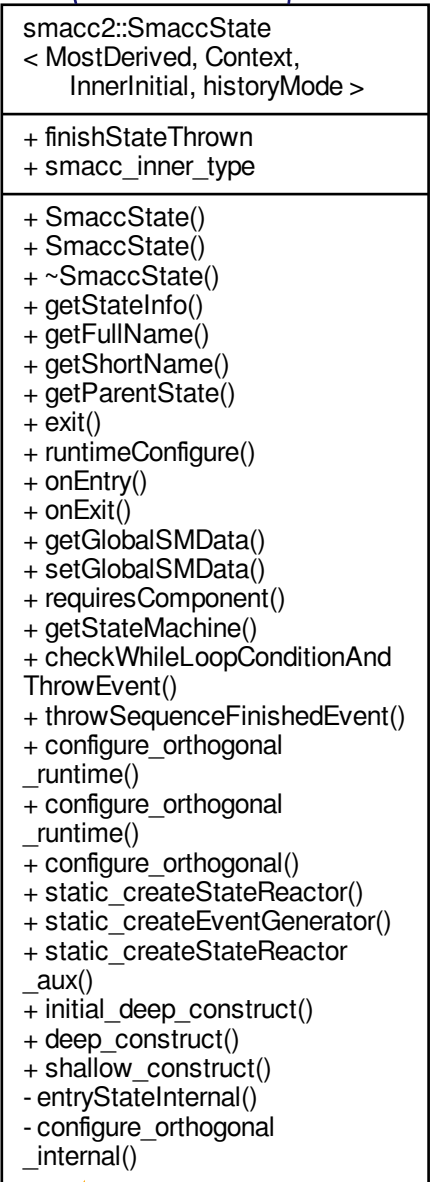 smacc2::SmaccState
< MostDerived, Context,
InnerInitial, historyMode >
+ finishStateThrown
+ smacc_inner_type
+ SmaccState()
+ SmaccState()
+ ~SmaccState()
+ getStateInfo()
+ getFullName()
+ getShortName()
+ getParentState()
+ exit()
+ runtimeConfigure()
+ onEntry()
+ onExit()
+ getGlobalSMData()
+ setGlobalSMData()
+ requiresComponent()
+ getStateMachine()
+ checkWhileLoopConditionAnd
ThrowEvent()
+ throwSequenceFinishedEvent()
+ configure_orthogonal
_runtime()
+ configure_orthogonal
_runtime()
+ configure_orthogonal()
+ static_createStateReactor()
+ static_createEventGenerator()
+ static_createStateReactor
_aux()
+ initial_deep_construct()
+ deep_construct()
+ shallow_construct()
- entryStateInternal()
- configure_orthogonal
_internal()